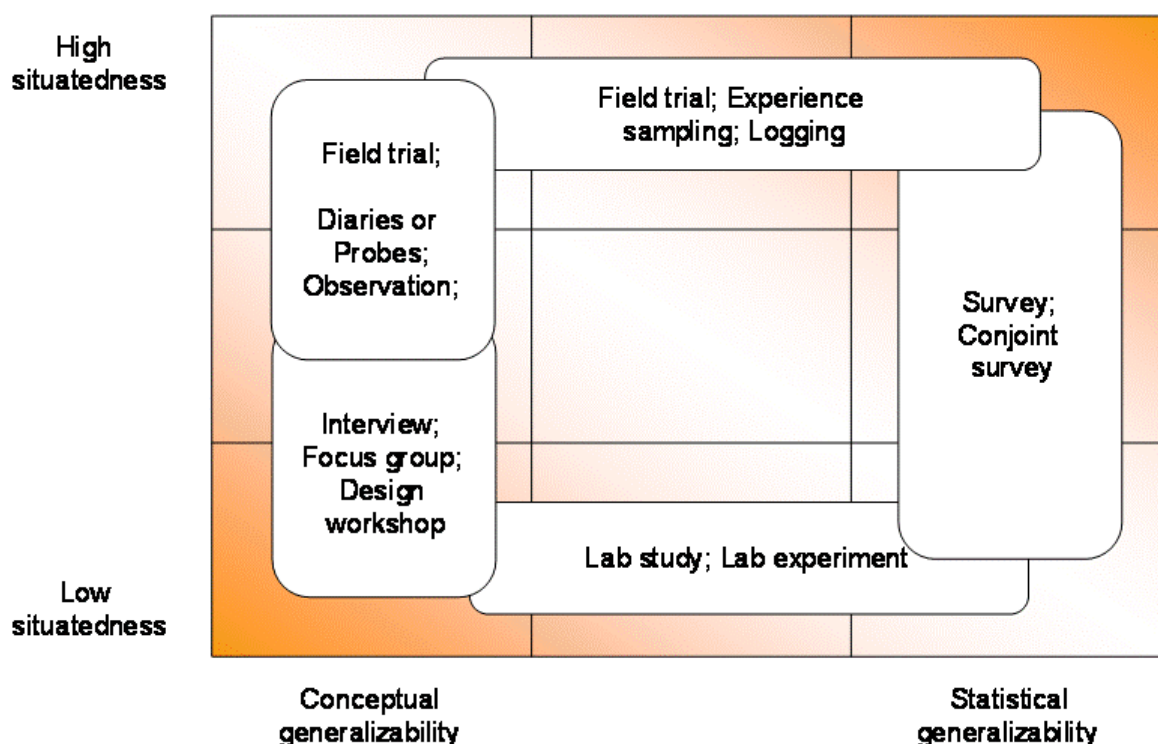 High
situatedness
Field trial; Experience
sampling; Logging
Field trial;
Diaries or
Probes;
Observation;
Survey;
Conjoint
survey
Interview;
Focus group;
Design
workshop
Lab study; Lab experiment
Low
situatedness
Conceptual
generalizability
Statistical
generalizability